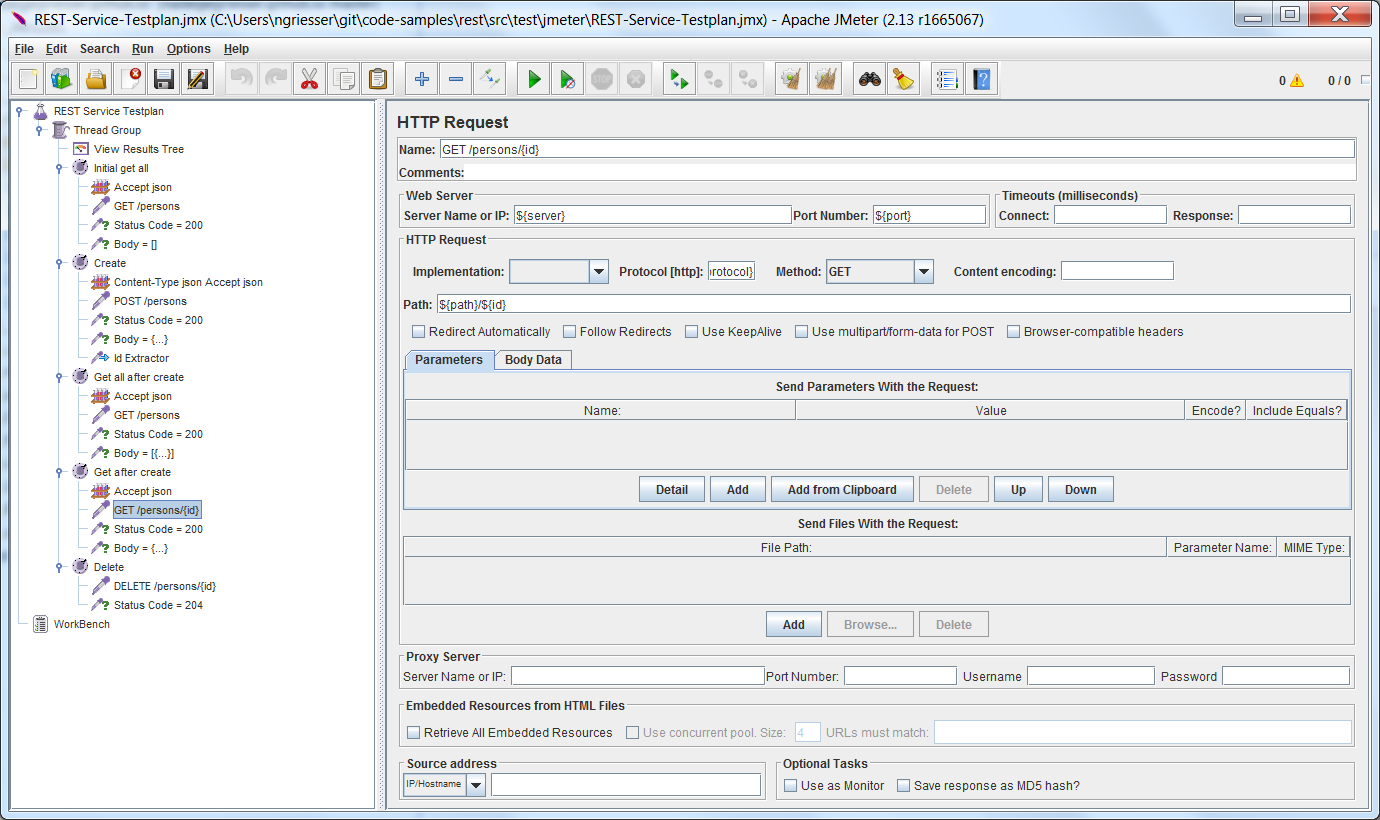 REST-Service-Testplan.jmx (C:\Users\ngriesser\git\code-samples\rest\src\test\jmeter\REST-Service-Testplan.jmx) - Apache JMeter (2.13 r1665067)
File Edit Search Run Options Help
0 0 / 0
REST Service Testplan
Thread Group
View Results Tree
Initial get all
Accept json
GET /persons
Status Code = 200
Body = []
Create
Content-Type json Accept json
POST /persons
Status Code = 200
Body = {...}
Id Extractor
Get all after create
Accept json
GET /persons
Status Code = 200
Body = [{...}]
Get after create
Accept json
GET /persons/{id}
Status Code = 200
Body = {...}
Delete
DELETE /persons/{id}
Status Code = 204
WorkBench
HTTP Request
Name: GET /persons/{id}
Comments:
Web Server
Server Name or IP: ${server} Port Number: ${port}
Timeouts (milliseconds)
Connect: Response:
HTTP Request
Implementation: Protocol [http]: rotocol} Method: GET Content encoding:
Path: ${path}/${id}
Redirect Automatically Follow Redirects Use KeepAlive Use multipart/form-data for POST Browser-compatible headers
Parameters Body Data
Send Parameters With the Request:
Name: Value Encode? Include Equals?
Detail Add Add from Clipboard Delete Up Down
Send Files With the Request:
File Path: Parameter Name: MIME Type:
Add Browse... Delete
Proxy Server
Server Name or IP: Port Number: Username Password
Embedded Resources from HTML Files
Retrieve All Embedded Resources Use concurrent pool. Size: 4 URLs must match:
Source address
IP/Hostname
Optional Tasks
Use as Monitor Save response as MD5 hash?